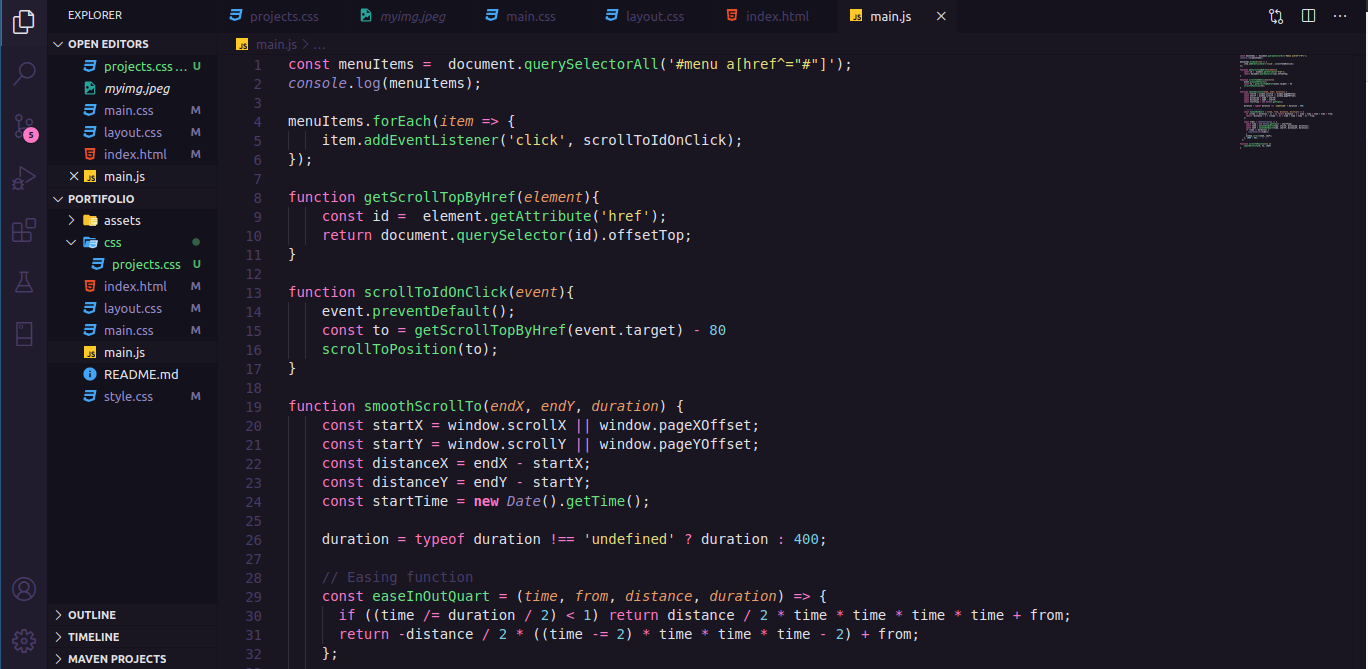 EXPLORER
OPEN EDITORS
projects.css ... U
myimg.jpeg
main.css M
layout.css M
index.html M
main.js
PORTFOLIO
assets
css
projects.css U
index.html M
layout.css M
main.css M
main.js
README.md
style.css M
OUTLINE
TIMELINE
MAVEN PROJECTS
5
projects.css myimg.jpeg main.css layout.css index.html main.js
JS main.js > ...
1 const menuItems =  document.querySelectorAll('#menu a[href^="#"]');
2 console.log(menuItems);
3
4 menuItems.forEach(item => {
5     item.addEventListener('click', scrollToIdOnClick);
6 });
7
8 function getScrollTopByHref(element){
9     const id =  element.getAttribute('href');
10     return document.querySelector(id).offsetTop;
11 }
12
13 function scrollToIdOnClick(event){
14     event.preventDefault();
15     const to = getScrollTopByHref(event.target) - 80
16     scrollToPosition(to);
17 }
18
19 function smoothScrollTo(endX, endY, duration) {
20     const startX = window.scrollX || window.pageXOffset;
21     const startY = window.scrollY || window.pageYOffset;
22     const distanceX = endX - startX;
23     const distanceY = endY - startY;
24     const startTime = new Date().getTime();
25
26     duration = typeof duration !== 'undefined' ? duration : 400;
27
28     // Easing function
29     const easeInOutQuart = (time, from, distance, duration) => {
30       if ((time /= duration / 2) < 1) return distance / 2 * time * time * time * time + from;
31       return -distance / 2 * ((time -= 2) * time * time * time - 2) + from;
32     };